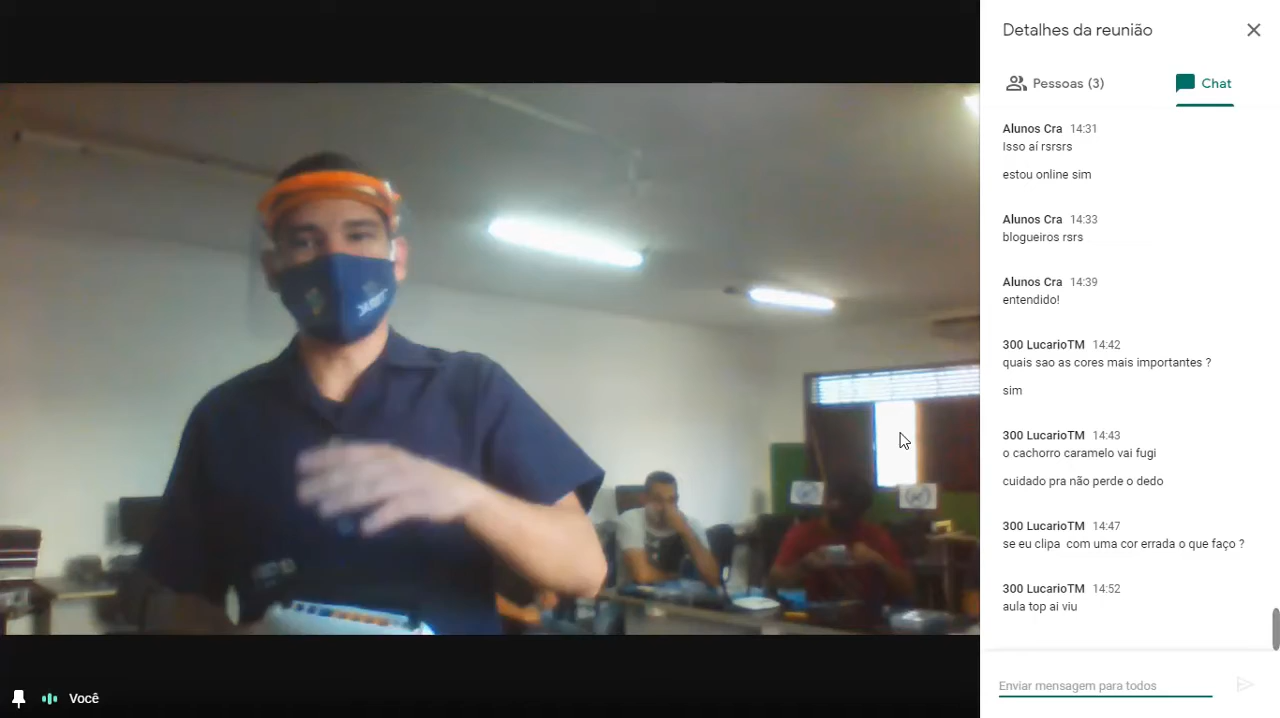 Detalhes da reunião
Pessoas (3)
Chat
Alunos Cra 14:31
Isso aí rsrsrs
estou online sim
Alunos Cra 14:33
blogueiros rsrs
Alunos Cra 14:39
entendido!
300 LucarioTM 14:42
quais sao as cores mais importantes ?
sim
300 LucarioTM 14:43
o cachorro caramelo vai fugi
cuidado pra não perde o dedo
300 LucarioTM 14:47
se eu clipa com uma cor errada o que faço ?
300 LucarioTM 14:52
aula top ai viu
Enviar mensagem para todos
Você